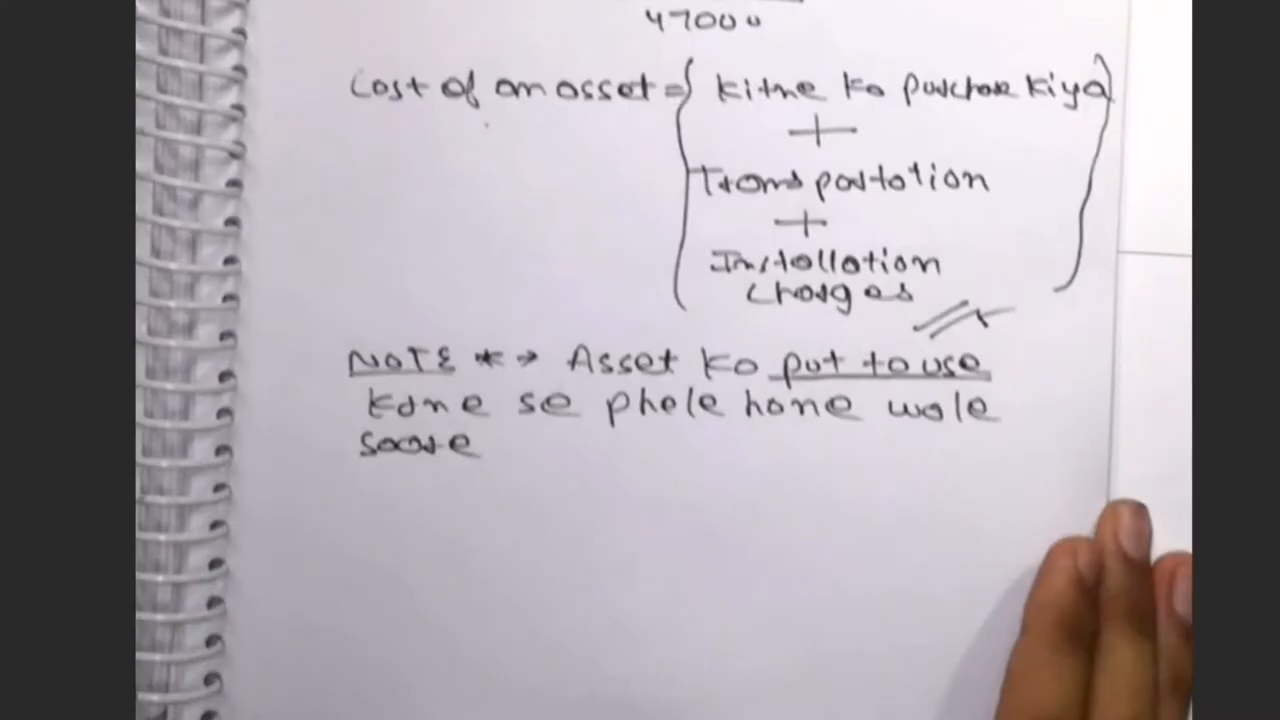 47000
Cost of an asset = ( Kitne Ko purchase Kiya )
+
Transportation
+
Installation
charges
NOTE * → Asset Ko put to use
karne se phele hone wale
saare